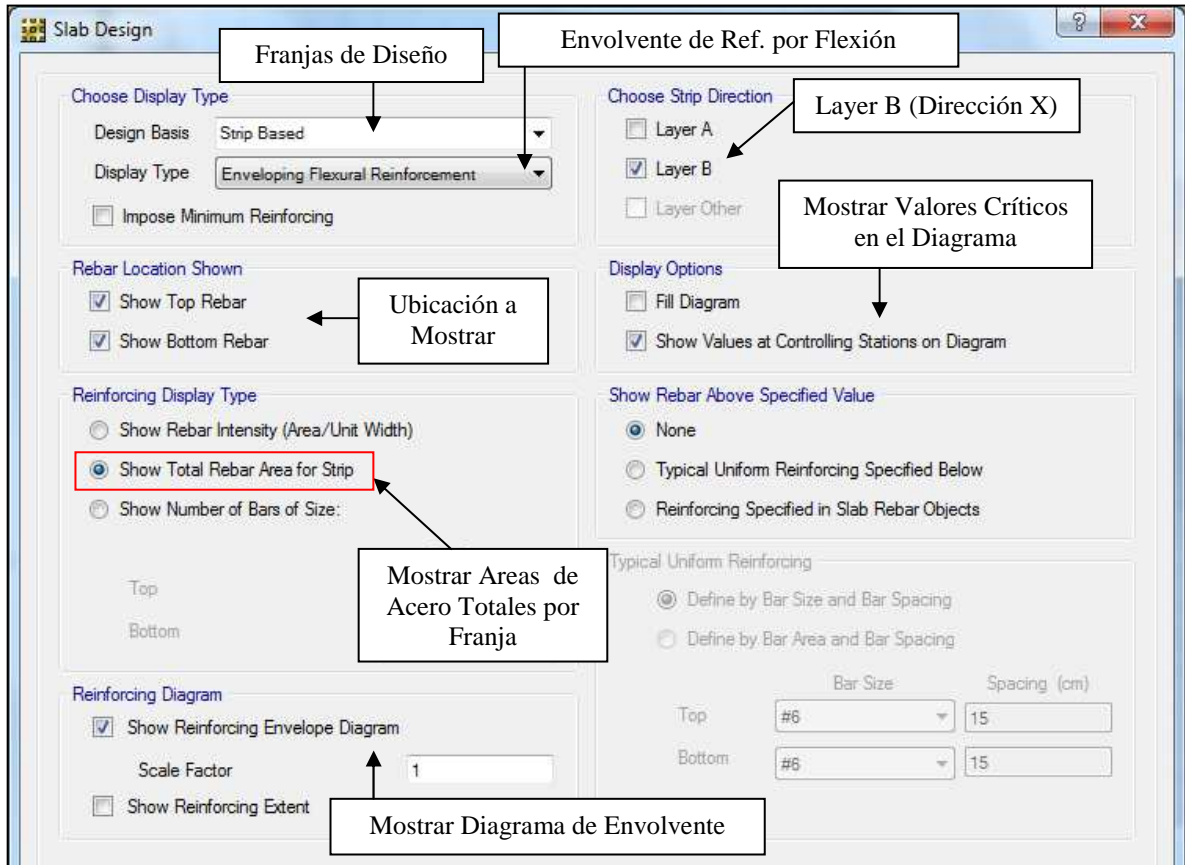 Slab Design
Franjas de Diseño
Envolvente de Ref. por Flexión
Choose Display Type
Design Basis Strip Based
Display Type Enveloping Flexural Reinforcement
Impose Minimum Reinforcing
Choose Strip Direction
Layer A
Layer B
Layer Other
Layer B (Dirección X)
Mostrar Valores Críticos
en el Diagrama
Rebar Location Shown
Show Top Rebar
Show Bottom Rebar
Ubicación a
Mostrar
Display Options
Fill Diagram
Show Values at Controlling Stations on Diagram
Reinforcing Display Type
Show Rebar Intensity (Area/Unit Width)
Show Total Rebar Area for Strip
Show Number of Bars of Size:
Top
Bottom
Mostrar Areas de
Acero Totales por
Franja
Show Rebar Above Specified Value
None
Typical Uniform Reinforcing Specified Below
Reinforcing Specified in Slab Rebar Objects
Typical Uniform Reinforcing
Define by Bar Size and Bar Spacing
Define by Bar Area and Bar Spacing
Bar Size Spacing (cm)
Top #6 15
Bottom #6 15
Reinforcing Diagram
Show Reinforcing Envelope Diagram
Scale Factor 1
Show Reinforcing Extent
Mostrar Diagrama de Envolvente